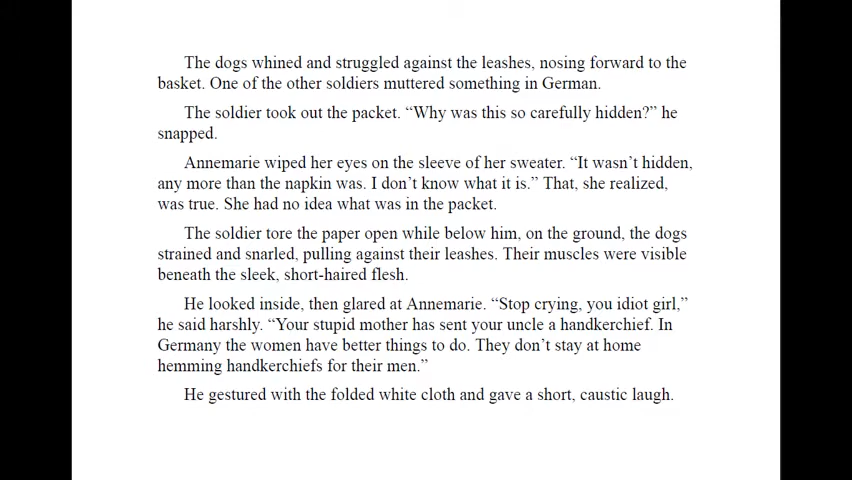 The dogs whined and struggled against the leashes, nosing forward to the
basket. One of the other soldiers muttered something in German.
The soldier took out the packet. “Why was this so carefully hidden?” he
snapped.
Annemarie wiped her eyes on the sleeve of her sweater. “It wasn’t hidden,
any more than the napkin was. I don’t know what it is.” That, she realized,
was true. She had no idea what was in the packet.
The soldier tore the paper open while below him, on the ground, the dogs
strained and snarled, pulling against their leashes. Their muscles were visible
beneath the sleek, short-haired flesh.
He looked inside, then glared at Annemarie. “Stop crying, you idiot girl,”
he said harshly. “Your stupid mother has sent your uncle a handkerchief. In
Germany the women have better things to do. They don’t stay at home
hemming handkerchiefs for their men.”
He gestured with the folded white cloth and gave a short, caustic laugh.